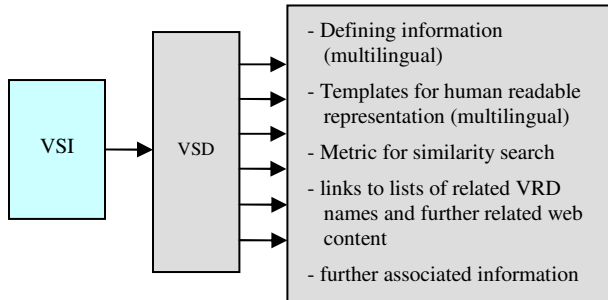 VSI
VSD
- Defining information
(multilingual)
- Templates for human readable
representation (multilingual)
- Metric for similarity search
- links to lists of related VRD
names and further related web
content
- further associated information